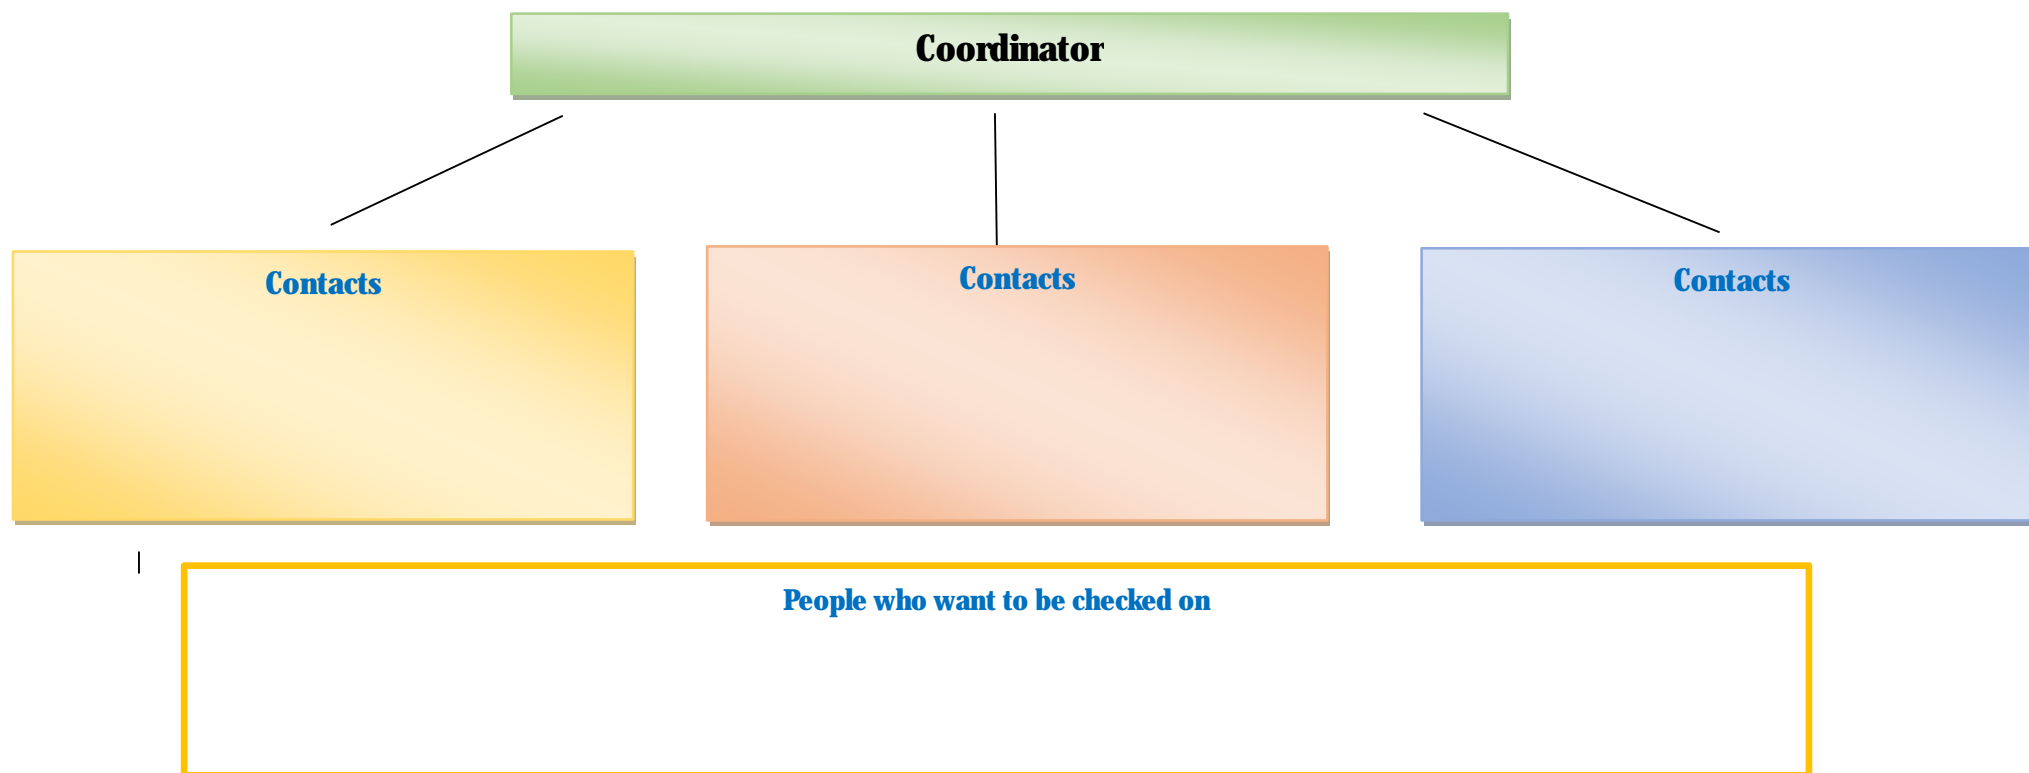 Coordinator
Contacts
Contacts
Contacts
People who want to be checked on